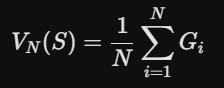 V_N(S) = \frac{1}{N} \sum_{i=1}^{N} G_i